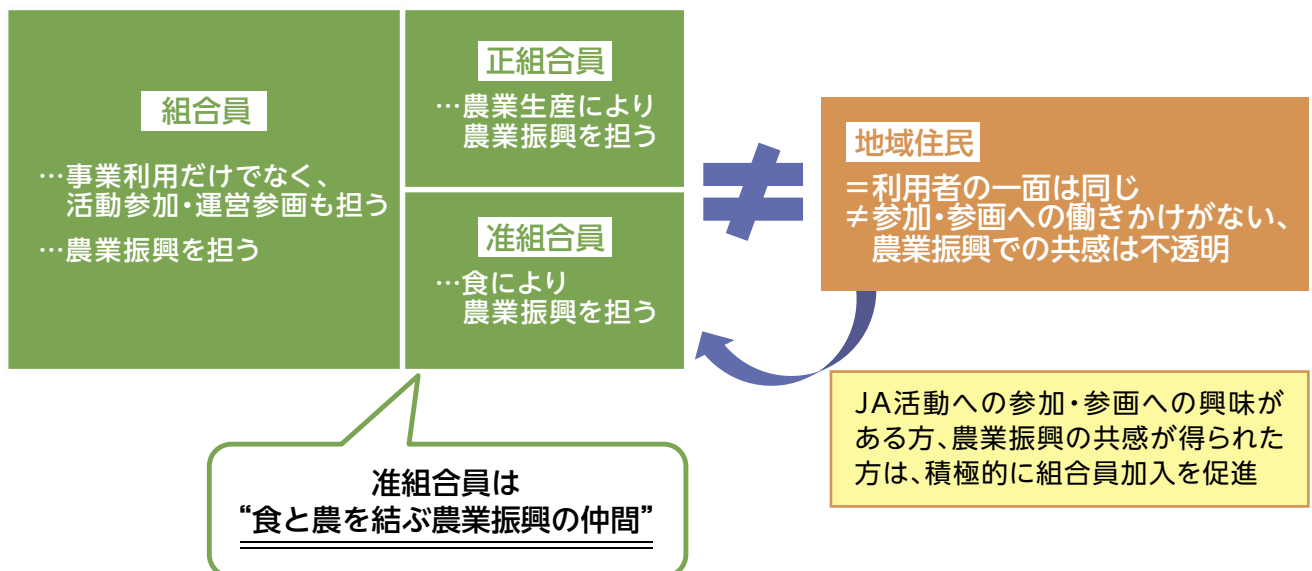 組合員
…事業利用だけでなく、
活動参加・運営参画も担う
…農業振興を担う
正組合員
…農業生産により
農業振興を担う
准組合員
…食により
農業振興を担う
≠
地域住民
＝利用者の一面は同じ
≠参加・参画への働きかけがない、
農業振興での共感は不透明
JA活動への参加・参画への興味が
ある方、農業振興の共感が得られた
方は、積極的に組合員加入を促進
准組合員は
“食と農を結ぶ農業振興の仲間”